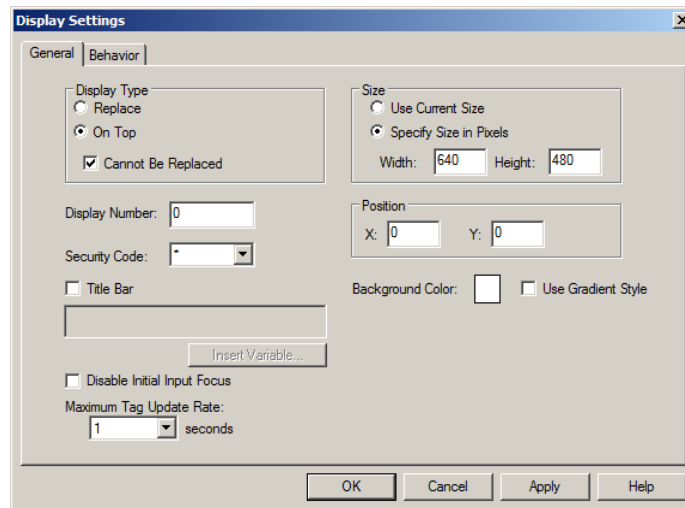 Display Settings
General
Behavior
Display Type
Replace
On Top
Cannot Be Replaced
Size
Use Current Size
Specify Size in Pixels
Width: 640 Height: 480
Display Number: 0
Security Code: *
Position
X: 0 Y: 0
Title Bar
Background Color: Use Gradient Style
Insert Variable...
Disable Initial Input Focus
Maximum Tag Update Rate:
1 seconds
OK Cancel Apply Help